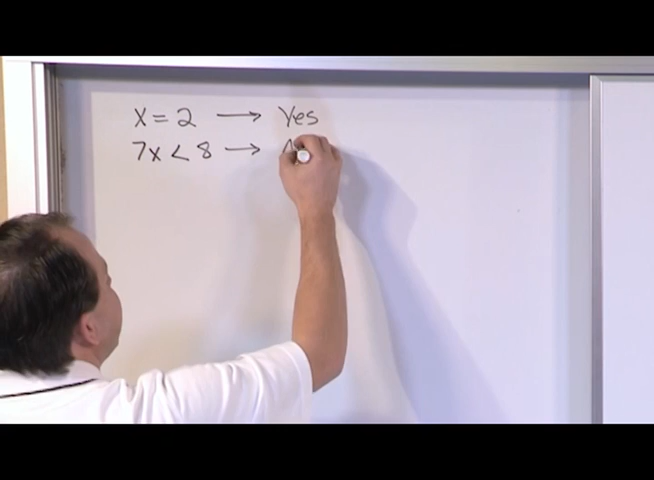 x = 2 → Yes
7x < 8 →